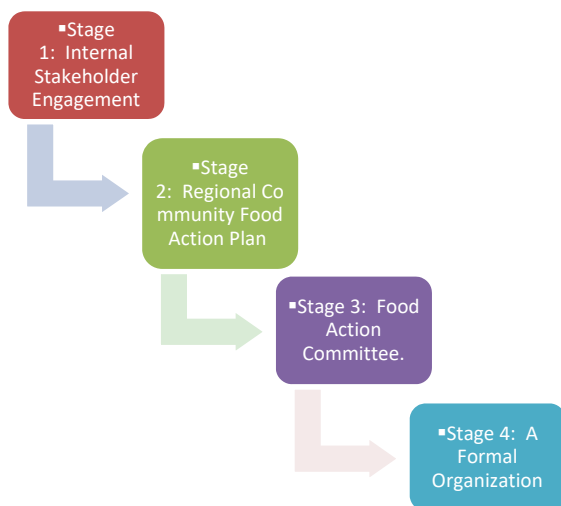 ▪Stage
1: Internal
Stakeholder
Engagement
▪Stage
2: Regional Co
mmunity Food
Action Plan
▪Stage 3: Food
Action
Committee.
▪Stage 4: A
Formal
Organization